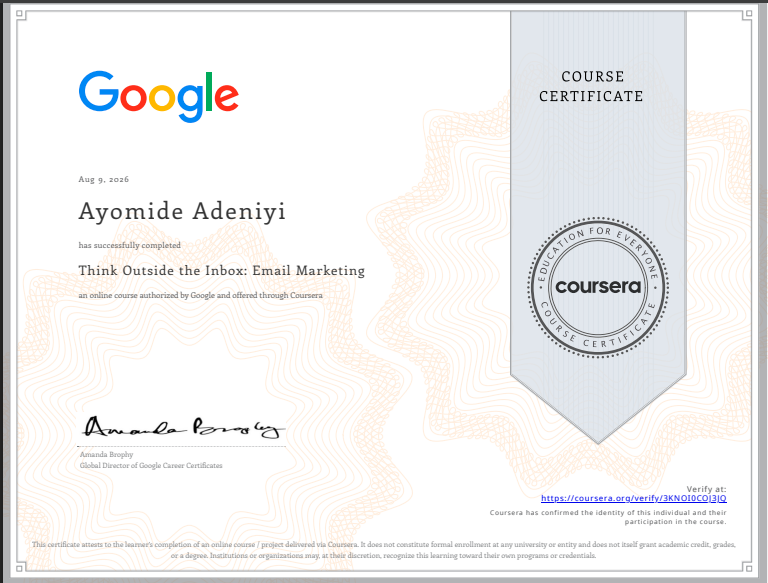 Google
COURSE
CERTIFICATE
Aug 9, 2026
Ayomide Adeniyi
has successfully completed
Think Outside the Inbox: Email Marketing
an online course authorized by Google and offered through Coursera
EDUCATION FOR EVERYONE
coursera
COURSE CERTIFICATE
Amanda Brophy
Amanda Brophy
Global Director of Google Career Certificates
Verify at:
https://coursera.org/verify/3KNOI0COJ3JQ
Coursera has confirmed the identity of this individual and their
participation in the course.
This certificate attests to the learner's completion of an online course / project delivered via Coursera. It does not constitute formal enrollment at any university or entity and does not itself grant academic credit, grades,
or a degree. Institutions or organizations may, at their discretion, recognize this learning toward their own programs or credentials.